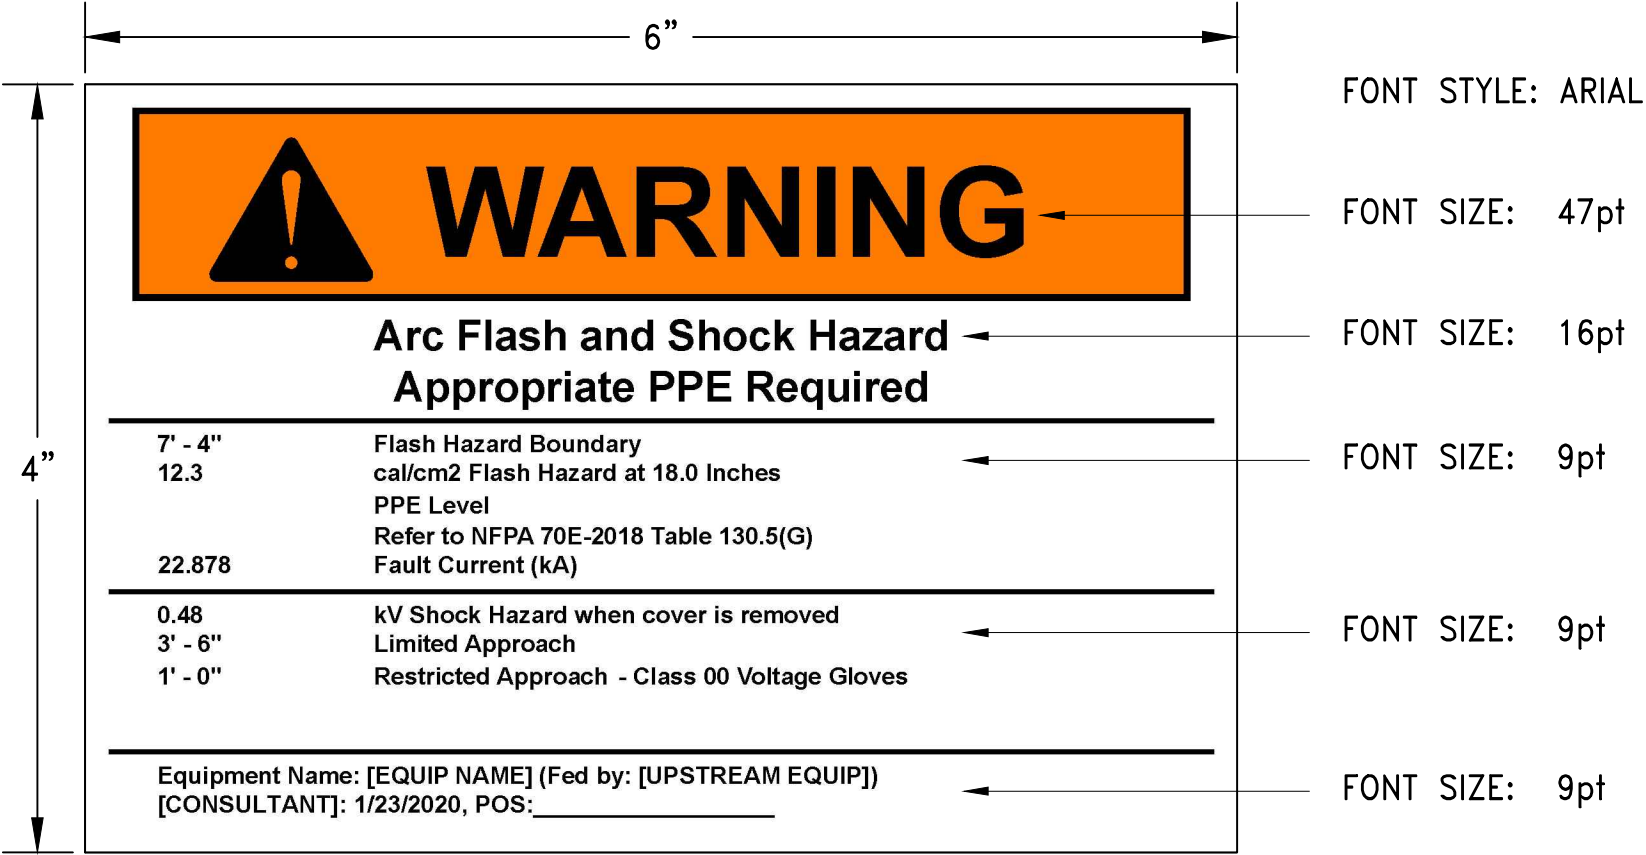 6”
FONT STYLE: ARIAL
WARNING
FONT SIZE: 47pt
Arc Flash and Shock Hazard
FONT SIZE: 16pt
Appropriate PPE Required
7' - 4" Flash Hazard Boundary
FONT SIZE: 9pt
4”
12.3 cal/cm2 Flash Hazard at 18.0 Inches
PPE Level
Refer to NFPA 70E-2018 Table 130.5(G)
22.878 Fault Current (kA)
0.48 kV Shock Hazard when cover is removed
FONT SIZE: 9pt
3' - 6" Limited Approach
1' - 0" Restricted Approach - Class 00 Voltage Gloves
Equipment Name: [EQUIP NAME] (Fed by: [UPSTREAM EQUIP])
FONT SIZE: 9pt
[CONSULTANT]: 1/23/2020, POS: